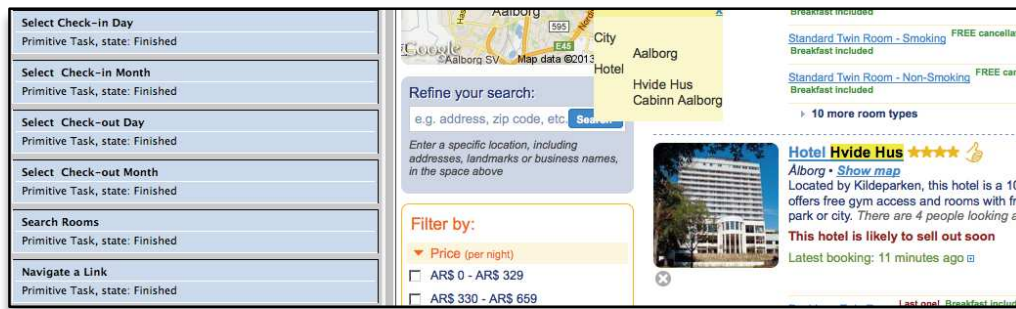 Select Check-in Day
Primitive Task, state: Finished
Select Check-in Month
Primitive Task, state: Finished
Select Check-out Day
Primitive Task, state: Finished
Select Check-out Month
Primitive Task, state: Finished
Search Rooms
Primitive Task, state: Finished
Navigate a Link
Primitive Task, state: Finished
Aalborg
595
E45
Google
©Aalborg SV
Map data ©2013
x
City
Aalborg
Hotel
Hvide Hus
Cabinn Aalborg
Refine your search:
e.g. address, zip code, etc.
Search
Enter a specific location, including
addresses, landmarks or business names,
in the space above
Filter by:
Price (per night)
AR$ 0 - AR$ 329
AR$ 330 - AR$ 659
Breakfast included
Standard Twin Room - Smoking FREE cancella
Breakfast included
Standard Twin Room - Non-Smoking FREE can
Breakfast included
10 more room types
Hotel Hvide Hus
Ålborg • Show map
Located by Kildeparken, this hotel is a 10
offers free gym access and rooms with fr
park or city. There are 4 people looking a
This hotel is likely to sell out soon
Latest booking: 11 minutes ago
Last one! Breakfast includ